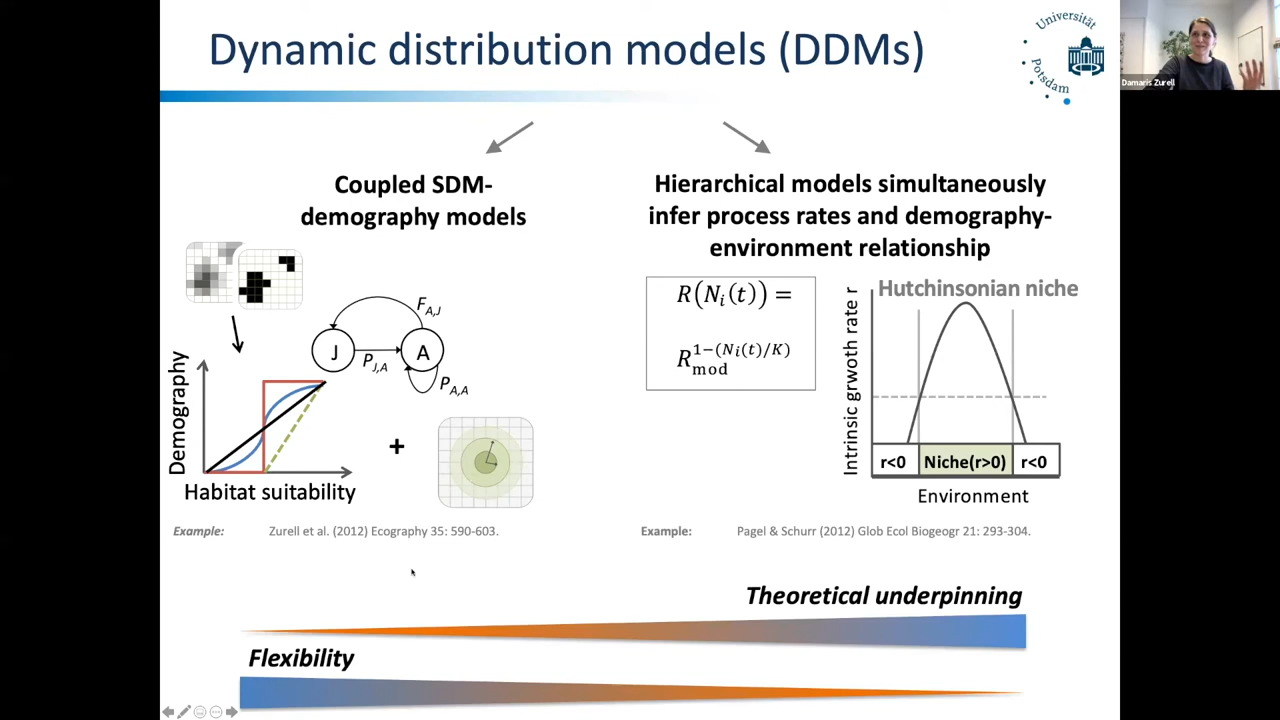 Dynamic distribution models (DDMs)
Universität
Potsdam
Damaris Zurell
Coupled SDM-
demography models
F_A,J
J
A
P_J,A
P_A,A
Demography
+
Habitat suitability
Example:
Zurell et al. (2012) Ecography 35: 590-603.
Hierarchical models simultaneously
infer process rates and demography-
environment relationship
R(N_i(t)) =
R_mod^1−(N_i(t)/K)
Hutchinsonian niche
Intrinsic grwoth rate r
r<0
Niche(r>0)
r<0
Environment
Example:
Pagel & Schurr (2012) Glob Ecol Biogeogr 21: 293-304.
Theoretical underpinning
Flexibility